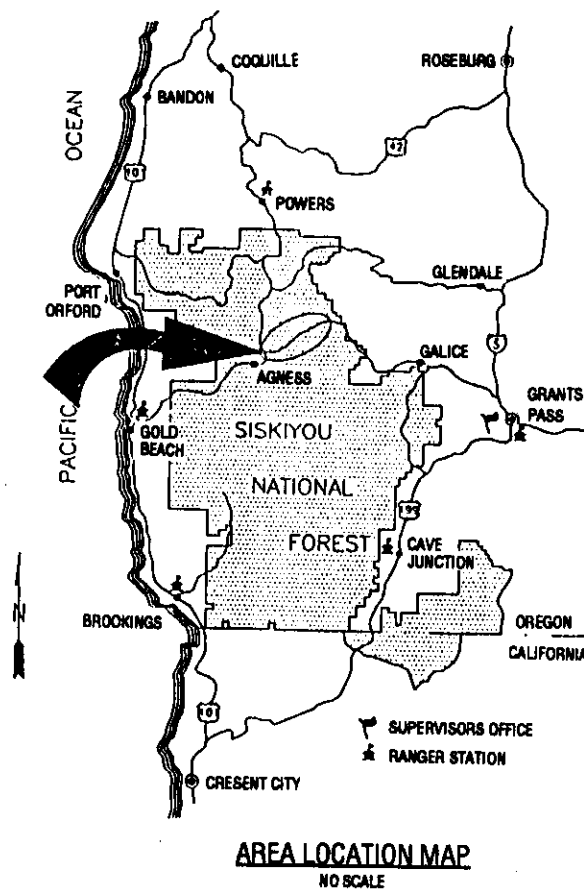 COQUILLE
ROSEBURG
BANDON
OCEAN
42
101
POWERS
GLENDALE
PORT
ORFORD
5
GALICE
AGNESS
GRANTS
PASS
GOLD
BEACH
SISKIYOU
PACIFIC
NATIONAL
199
FOREST
CAVE
JUNCTION
N
BROOKINGS
OREGON
CALIFORNIA
101
SUPERVISORS OFFICE
RANGER STATION
CRESENT CITY
AREA LOCATION MAP
NO SCALE